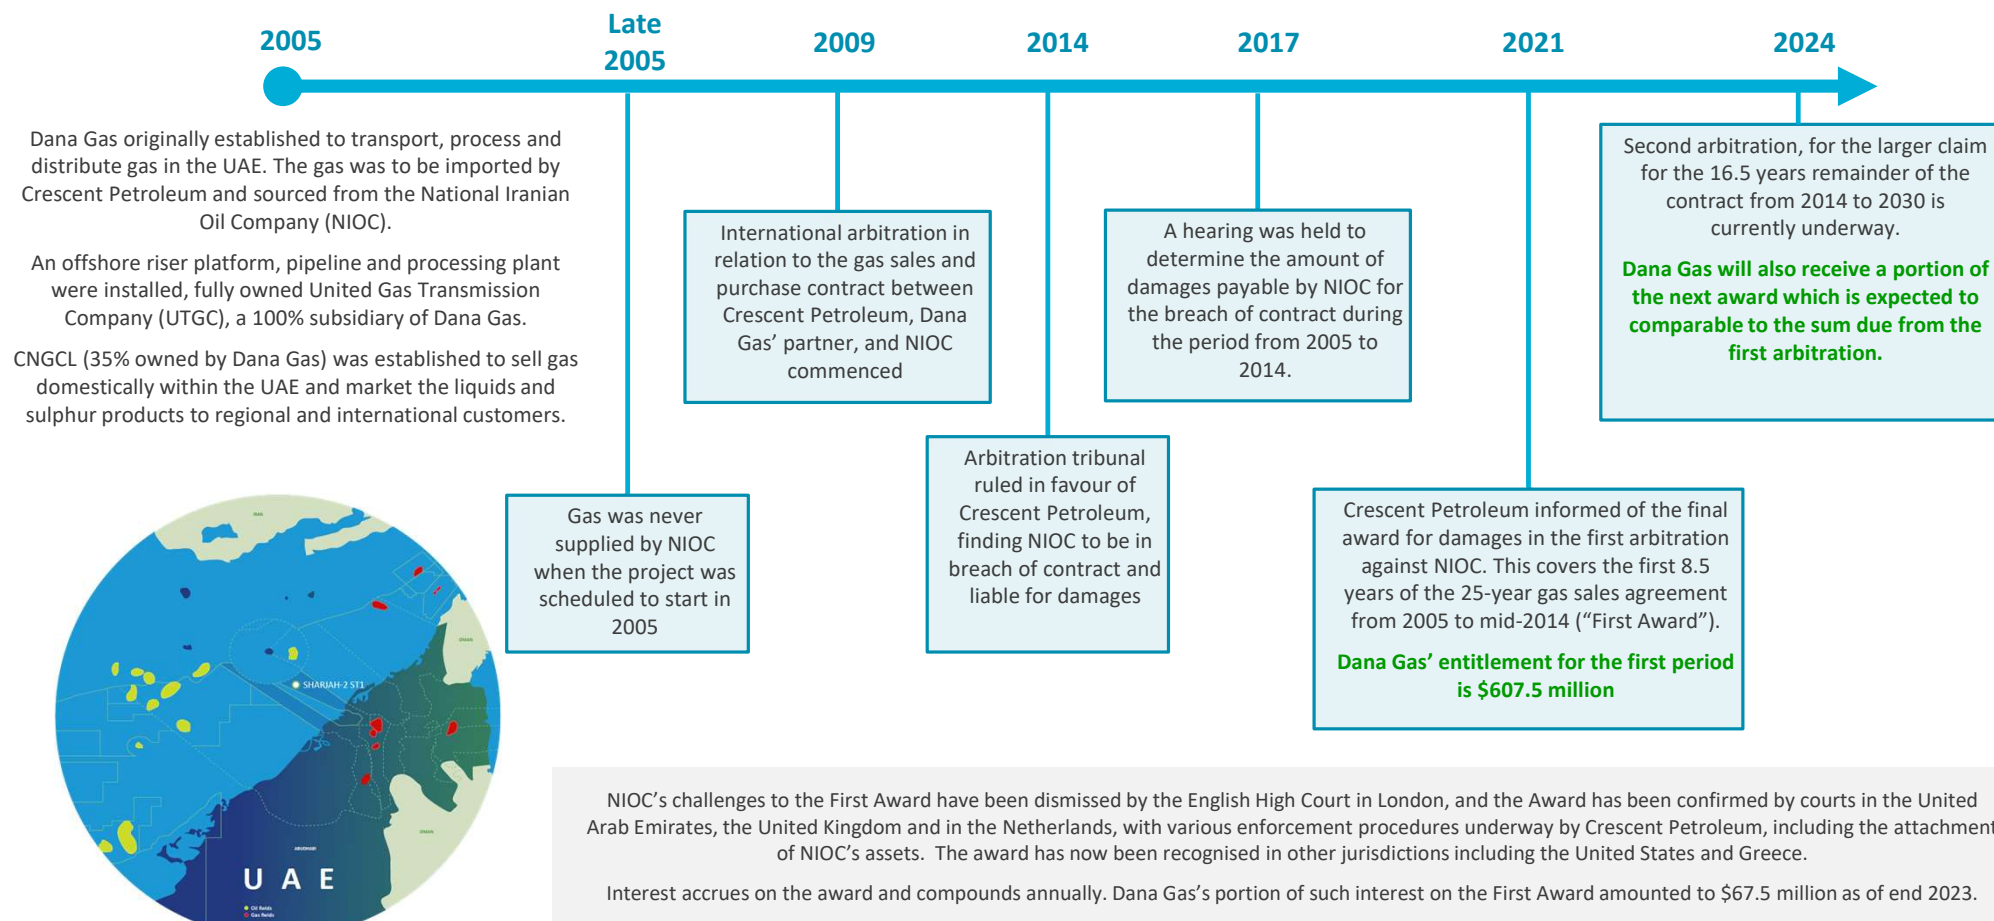 2005
Late
2005
2009
2014
2017
2021
2024
Dana Gas originally established to transport, process and
distribute gas in the UAE. The gas was to be imported by
Crescent Petroleum and sourced from the National Iranian
Oil Company (NIOC).
An offshore riser platform, pipeline and processing plant
were installed, fully owned United Gas Transmission
Company (UTGC), a 100% subsidiary of Dana Gas.
CNGCL (35% owned by Dana Gas) was established to sell gas
domestically within the UAE and market the liquids and
sulphur products to regional and international customers.
Gas was never
supplied by NIOC
when the project was
scheduled to start in
2005
International arbitration in
relation to the gas sales and
purchase contract between
Crescent Petroleum, Dana
Gas’ partner, and NIOC
commenced
Arbitration tribunal
ruled in favour of
Crescent Petroleum,
finding NIOC to be in
breach of contract and
liable for damages
A hearing was held to
determine the amount of
damages payable by NIOC for
the breach of contract during
the period from 2005 to
2014.
Crescent Petroleum informed of the final
award for damages in the first arbitration
against NIOC. This covers the first 8.5
years of the 25-year gas sales agreement
from 2005 to mid-2014 (“First Award”).
Dana Gas’ entitlement for the first period
is $607.5 million
Second arbitration, for the larger claim
for the 16.5 years remainder of the
contract from 2014 to 2030 is
currently underway.
Dana Gas will also receive a portion of
the next award which is expected to
comparable to the sum due from the
first arbitration.
IRAN
OMAN
SHARJAH-2 ST1
OMAN
ABU DHABI
UAE
Oil fields
Gas fields
NIOC’s challenges to the First Award have been dismissed by the English High Court in London, and the Award has been confirmed by courts in the United
Arab Emirates, the United Kingdom and in the Netherlands, with various enforcement procedures underway by Crescent Petroleum, including the attachment
of NIOC’s assets. The award has now been recognised in other jurisdictions including the United States and Greece.
Interest accrues on the award and compounds annually. Dana Gas’s portion of such interest on the First Award amounted to $67.5 million as of end 2023.